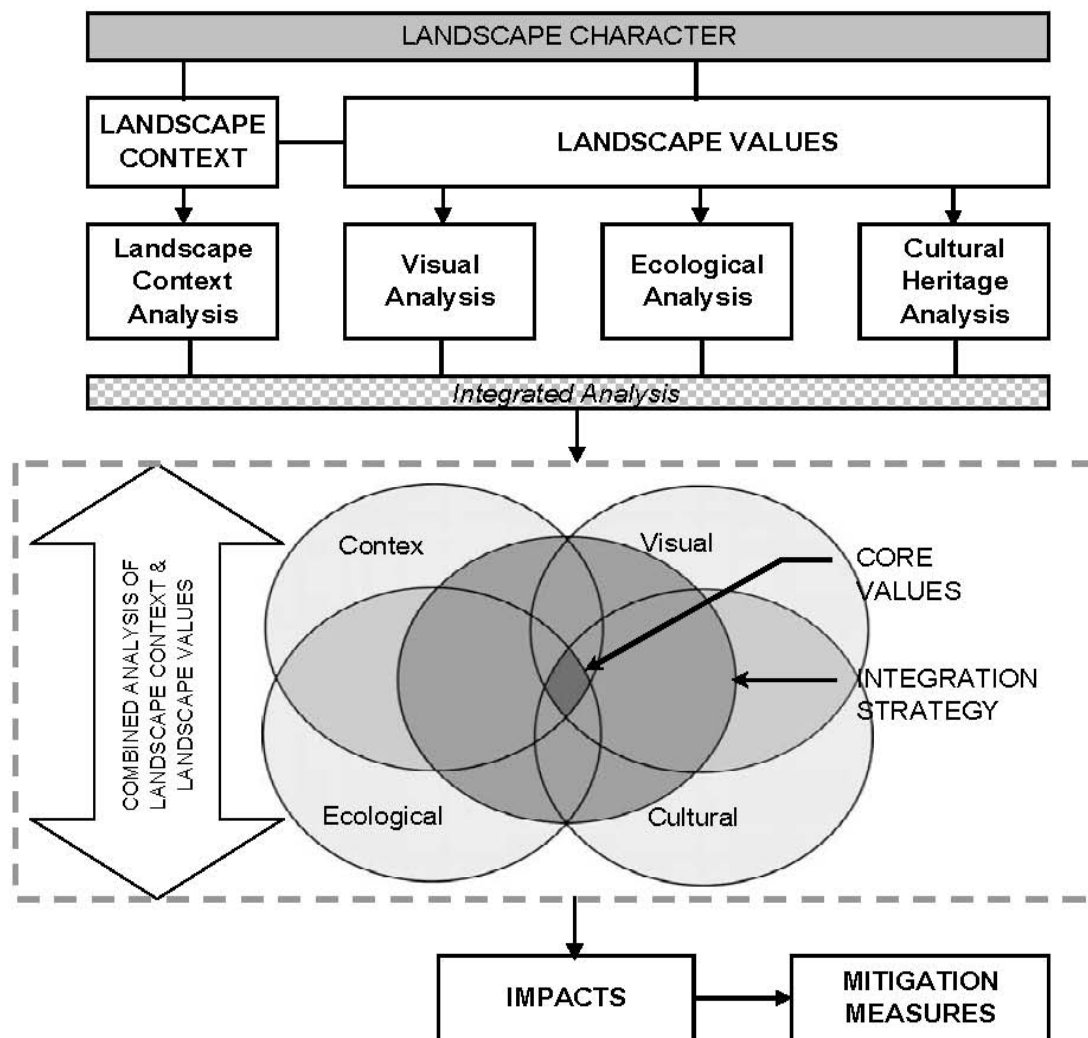 LANDSCAPE CHARACTER
LANDSCAPE
CONTEXT
LANDSCAPE VALUES
Landscape
Context
Analysis
Visual
Analysis
Ecological
Analysis
Cultural
Heritage
Analysis
Integrated Analysis
COMBINED ANALYSIS OF
LANDSCAPE CONTEXT &
LANDSCAPE VALUES
Contex
Visual
CORE
VALUES
INTEGRATION
STRATEGY
Ecological
Cultural
IMPACTS
MITIGATION
MEASURES